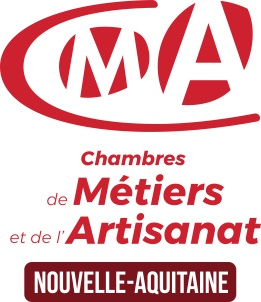 CMA
Chambres
de Métiers
et de l'Artisanat
NOUVELLE-AQUITAINE